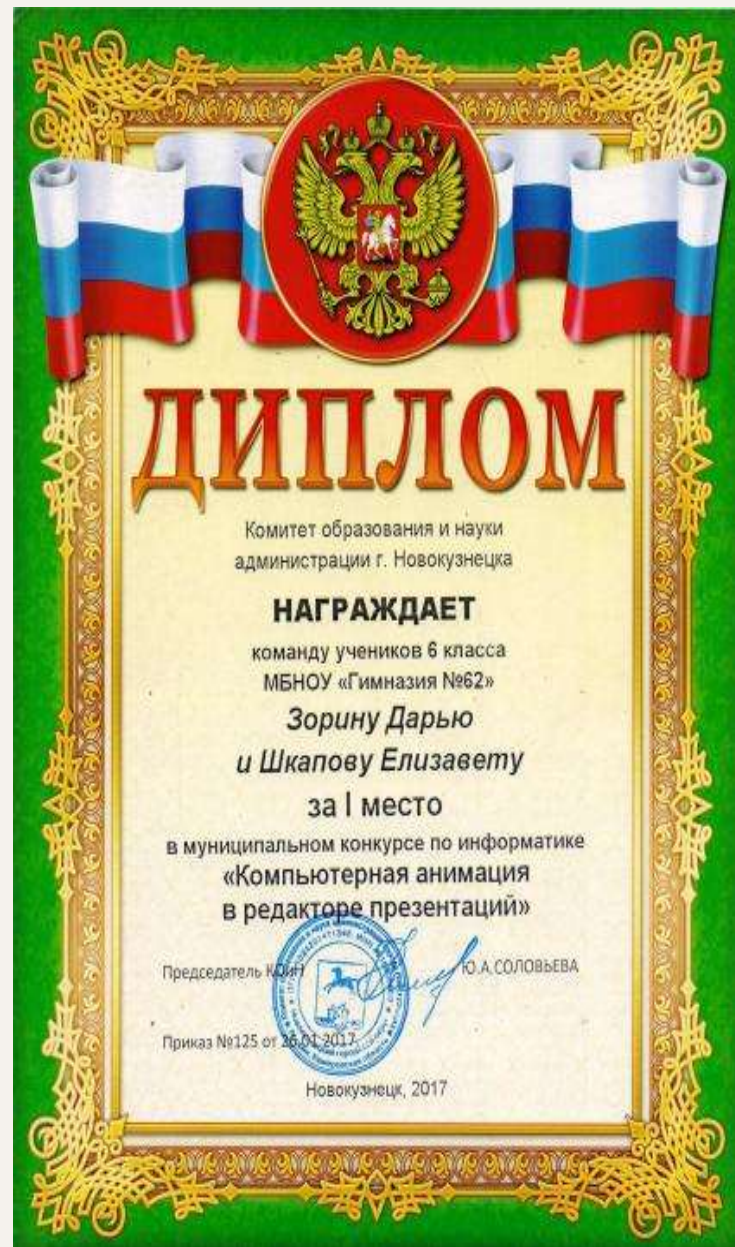 ДИПЛОМ
Комитет образования и науки
администрации г. Новокузнецка
НАГРАЖДАЕТ
команду учеников 6 класса
МБНОУ «Гимназия №62»
Зорину Дарью
и Шкапову Елизавету
за I место
в муниципальном конкурсе по информатике
«Компьютерная анимация
в редакторе презентаций»
Председатель КОиН Ю.А.СОЛОВЬЕВА
Приказ №125 от 26.01.2017
Новокузнецк, 2017